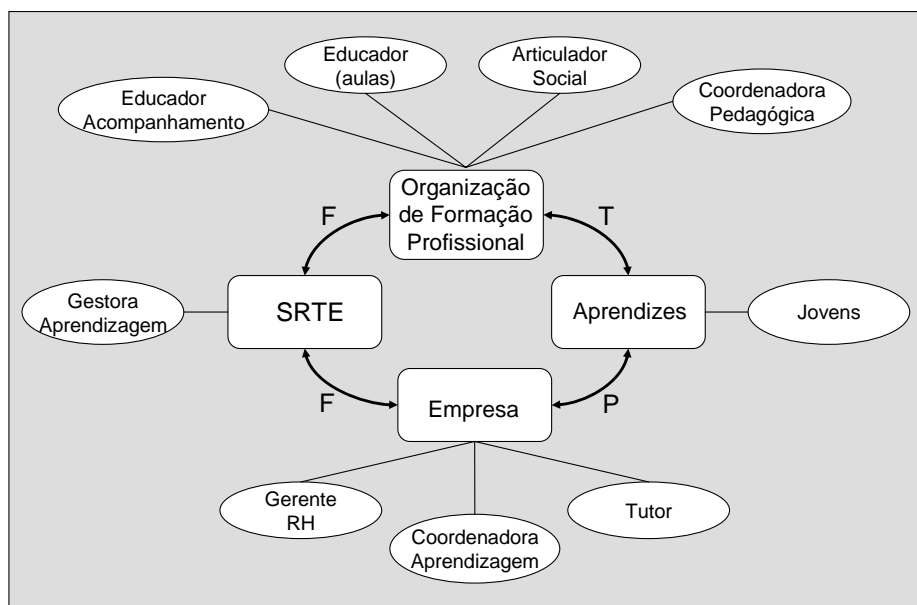 Educador
(aulas)
Articulador
Social
Educador
Acompanhamento
Coordenadora
Pedagógica
Organização
de Formação
Profissional
F
T
Gestora
Aprendizagem
SRTE
Aprendizes
Jovens
F
Empresa
P
Gerente
RH
Coordenadora
Aprendizagem
Tutor